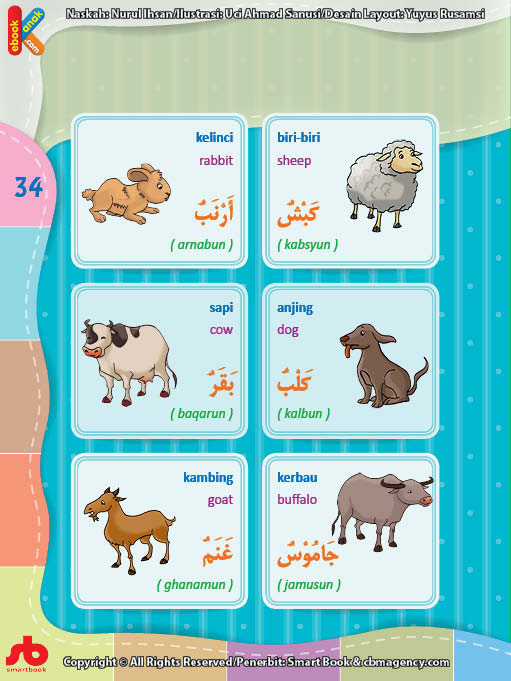 Naskah: Nurul Ihsan/Ilustrasi: Uci Ahmad Sanusi/Desain Layout: Yuyus Rusamsi
ebook
anak
.com
34
kelinci
rabbit
أَرْنَبٌ
( arnabun )
biri-biri
sheep
كَبْشٌ
( kabsyun )
sapi
cow
بَقَرٌ
( baqarun )
anjing
dog
كَلْبٌ
( kalbun )
kambing
goat
غَنَمٌ
( ghanamun )
kerbau
buffalo
جَامُوْسٌ
( jamusun )
sb
smartbook
Copyright © All Rights Reserved/Penerbit: Smart Book & cbmagency.com